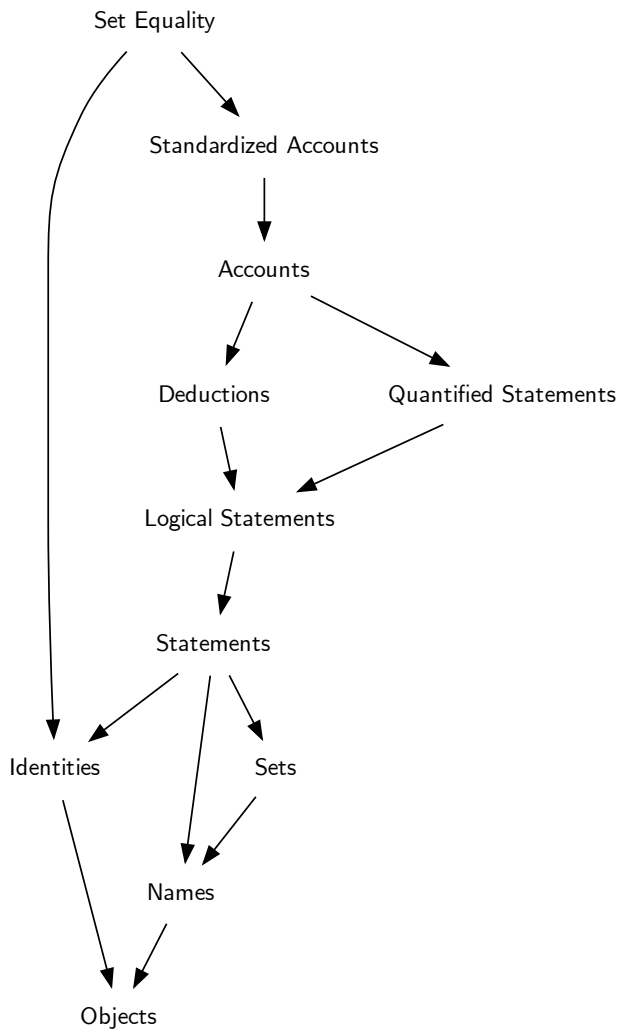 Set Equality
Standardized Accounts
Accounts
Deductions
Quantified Statements
Logical Statements
Statements
Identities
Sets
Names
Objects